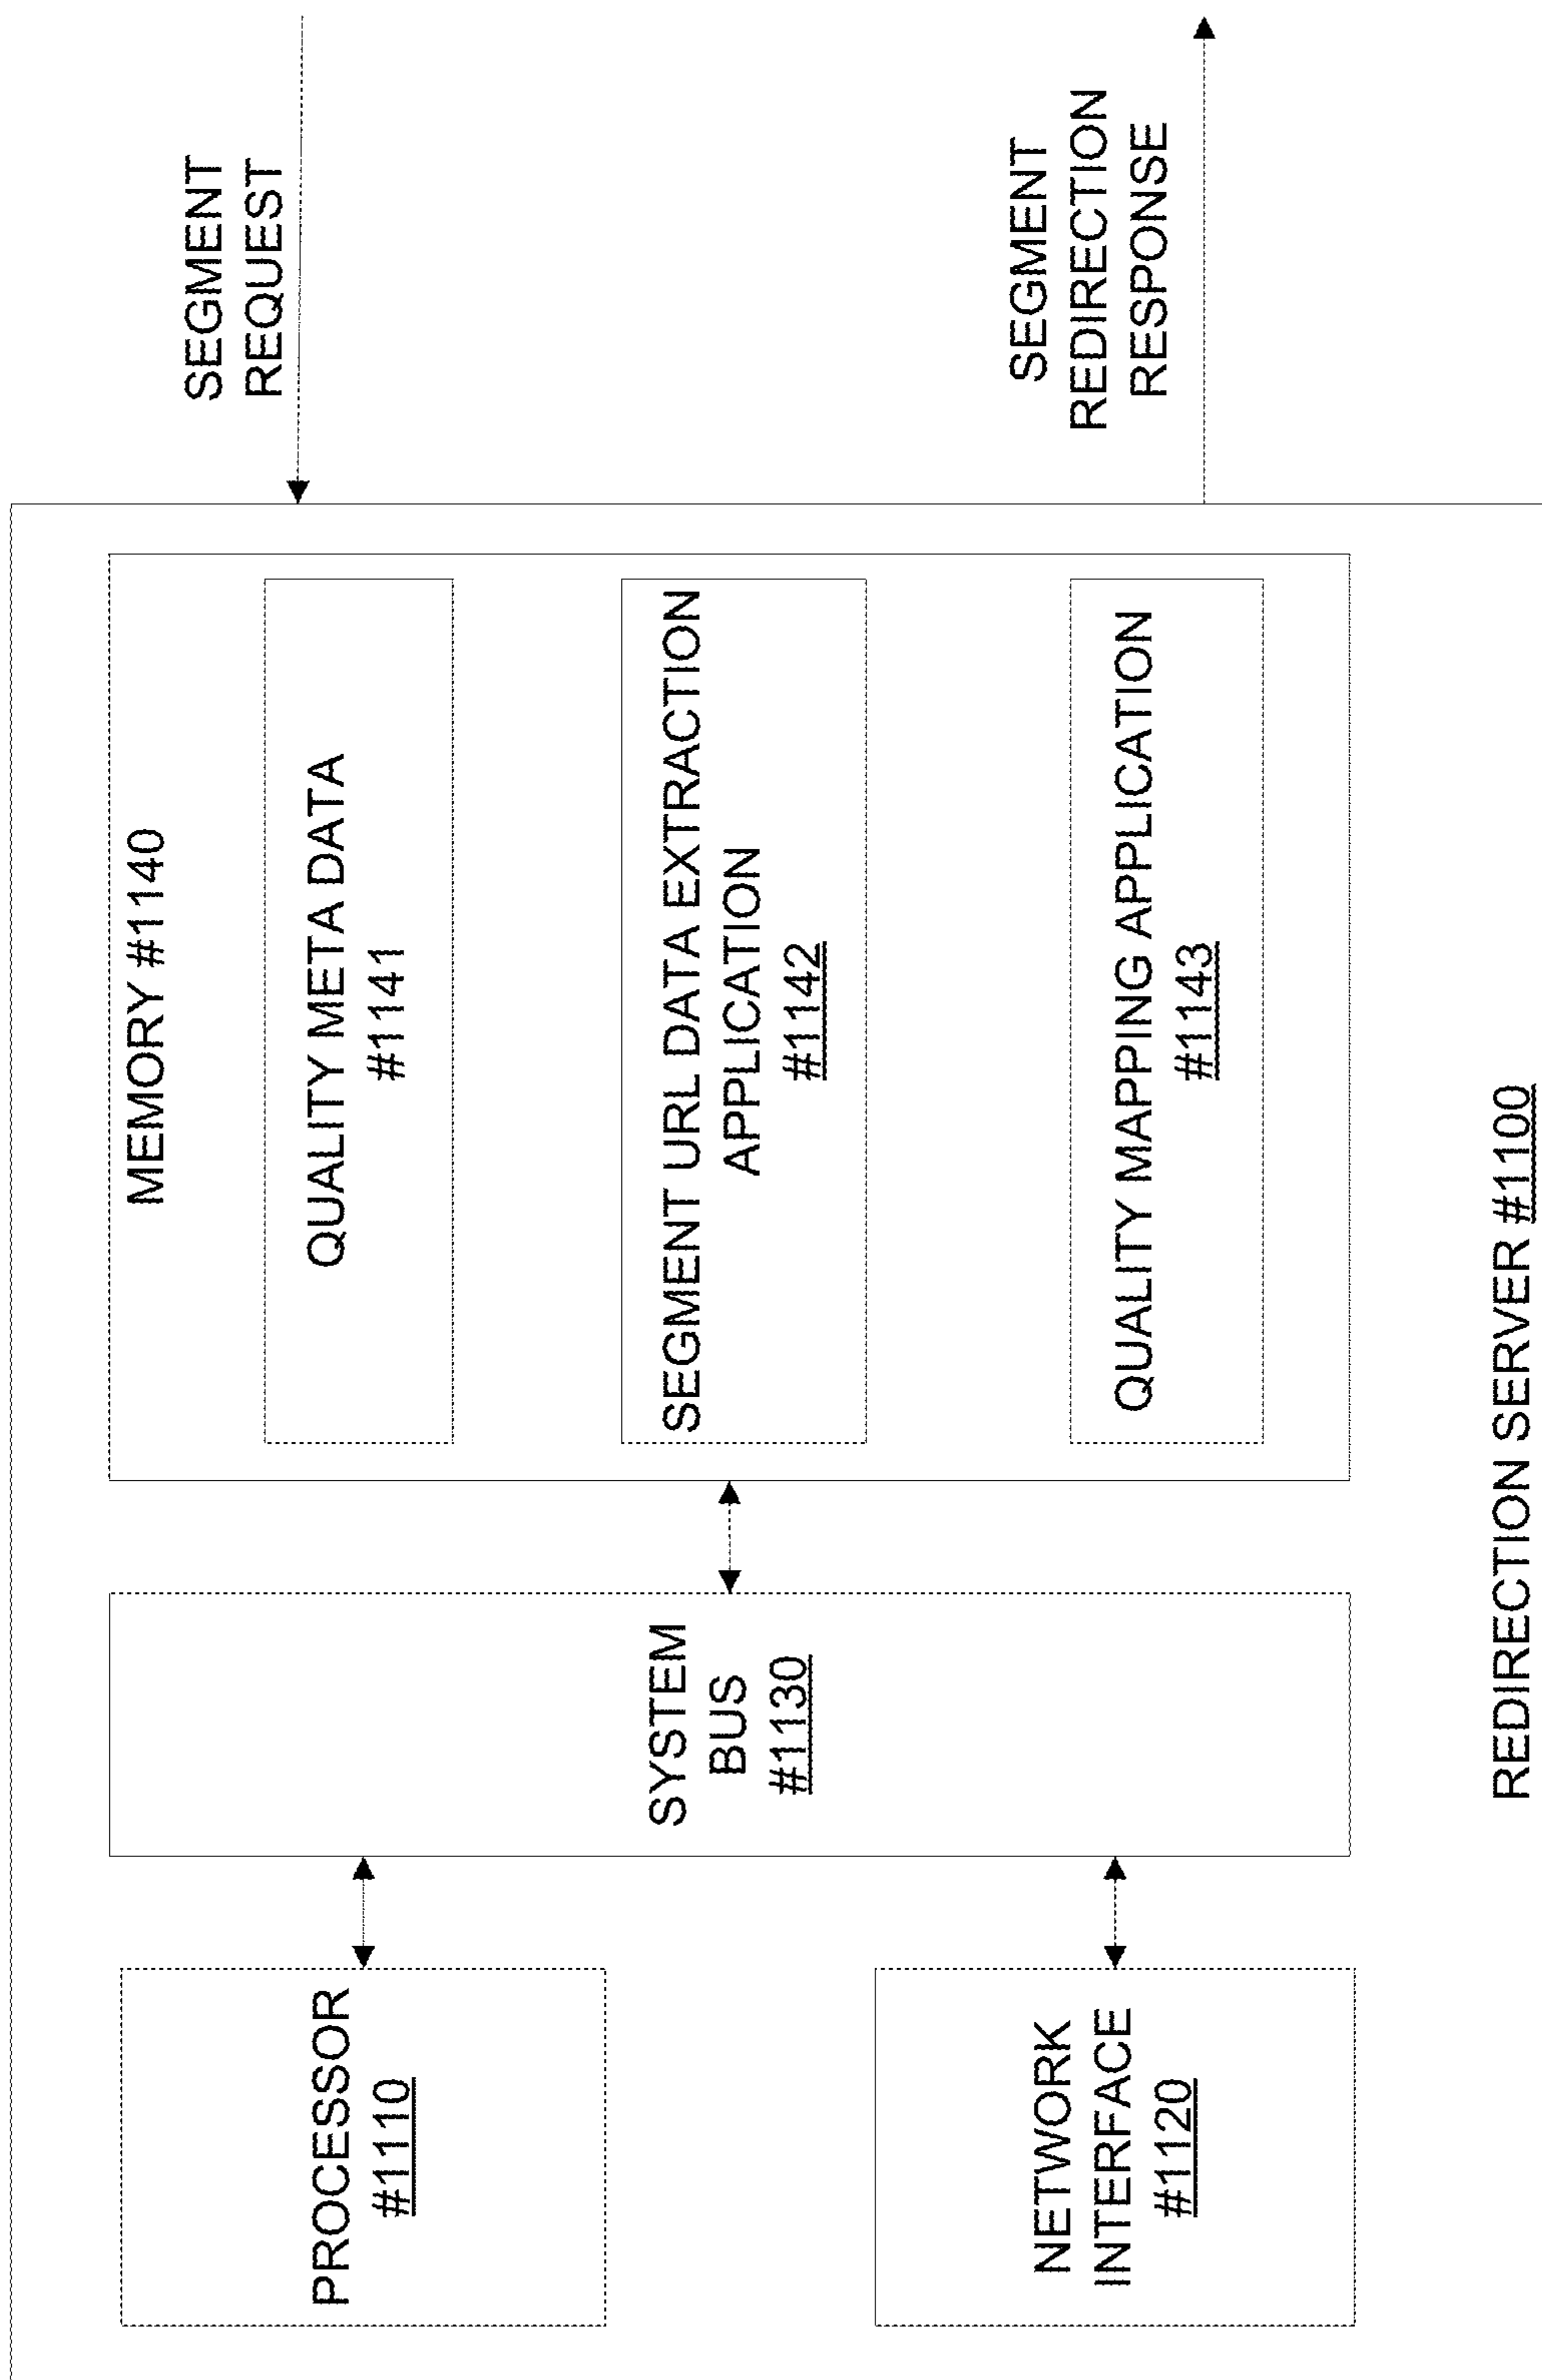 PROCESSOR
#1110
NETWORK
INTERFACE
#1120
SYSTEM
BUS
#1130
MEMORY #1140
QUALITY META DATA
#1141
SEGMENT URL DATA EXTRACTION
APPLICATION
#1142
QUALITY MAPPING APPLICATION
#1143
SEGMENT
REQUEST
SEGMENT
REDIRECTION
RESPONSE
REDIRECTION SERVER #1100